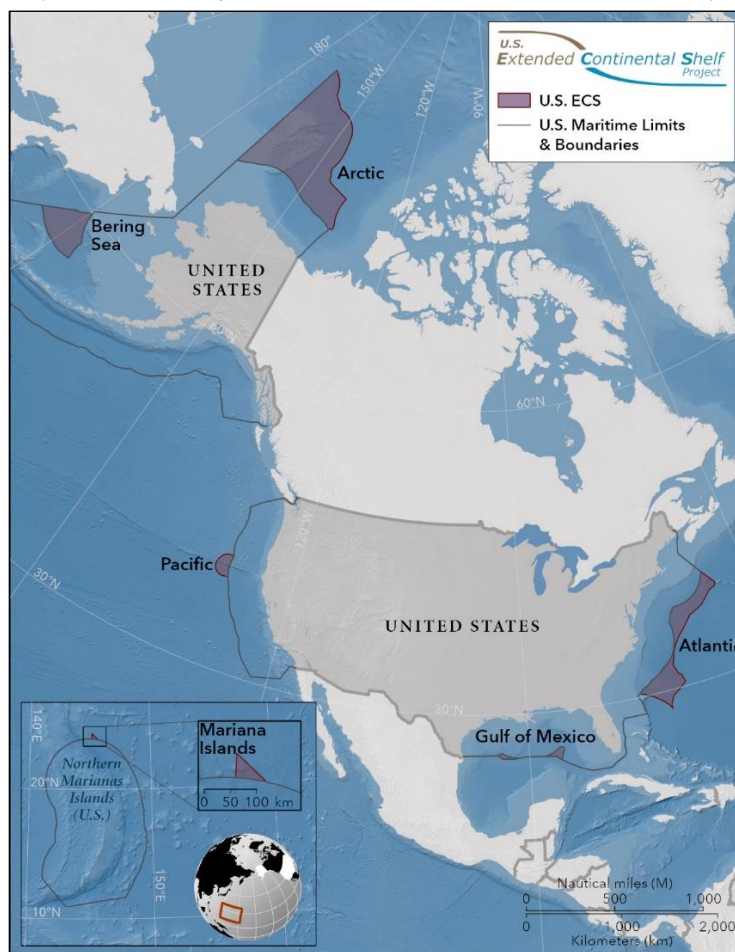 U.S.
Extended Continental Shelf
Project
U.S. ECS
U.S. Maritime Limits
& Boundaries
180°
150°W
120°W
90°W
Arctic
Bering
Sea
UNITED
STATES
60°N
Pacific
120°W
30°N
UNITED STATES
Atlantic
30°N
Gulf of Mexico
140°E
Mariana
Islands
0 50 100
km
Northern
Marianas
Islands
(U.S.)
20°N
150°E
10°N
Nautical miles (M)
0 500 1,000
0 1,000 2,000
Kilometers (km)